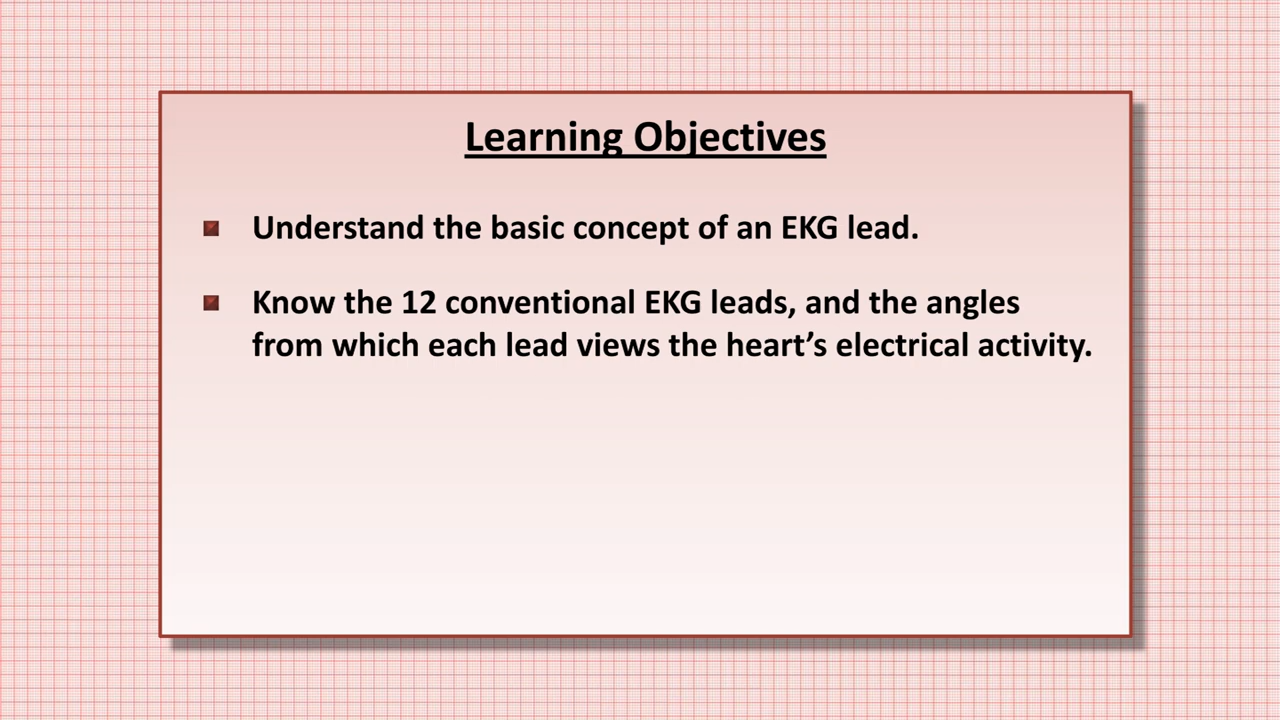 Learning Objectives
Understand the basic concept of an EKG lead.
Know the 12 conventional EKG leads, and the angles
from which each lead views the heart’s electrical activity.